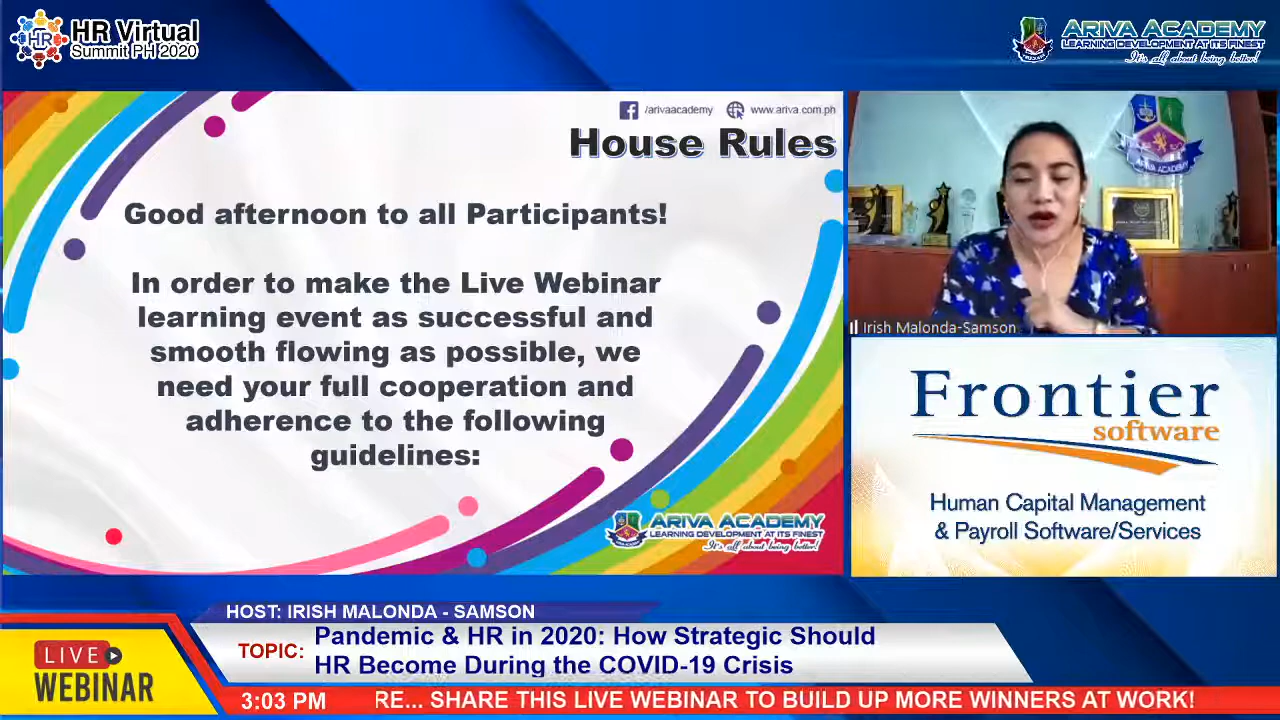 HR
HR Virtual
Summit PH 2020
ARIVA ACADEMY
LEARNING DEVELOPMENT AT ITS FINEST
It's all about being better!
/arivaacademy
www.ariva.com.ph
House Rules
Good afternoon to all Participants!
In order to make the Live Webinar
learning event as successful and
smooth flowing as possible, we
need your full cooperation and
adherence to the following
guidelines:
ARIVA ACADEMY
LEARNING DEVELOPMENT AT ITS FINEST
It's all about being better!
ARIVA ACADEMY
Irish Malonda-Samson
Frontier
software
Human Capital Management
& Payroll Software/Services
HOST: IRISH MALONDA - SAMSON
TOPIC:
Pandemic & HR in 2020: How Strategic Should
HR Become During the COVID-19 Crisis
LIVE
WEBINAR
3:03 PM
RE... SHARE THIS LIVE WEBINAR TO BUILD UP MORE WINNERS AT WORK!